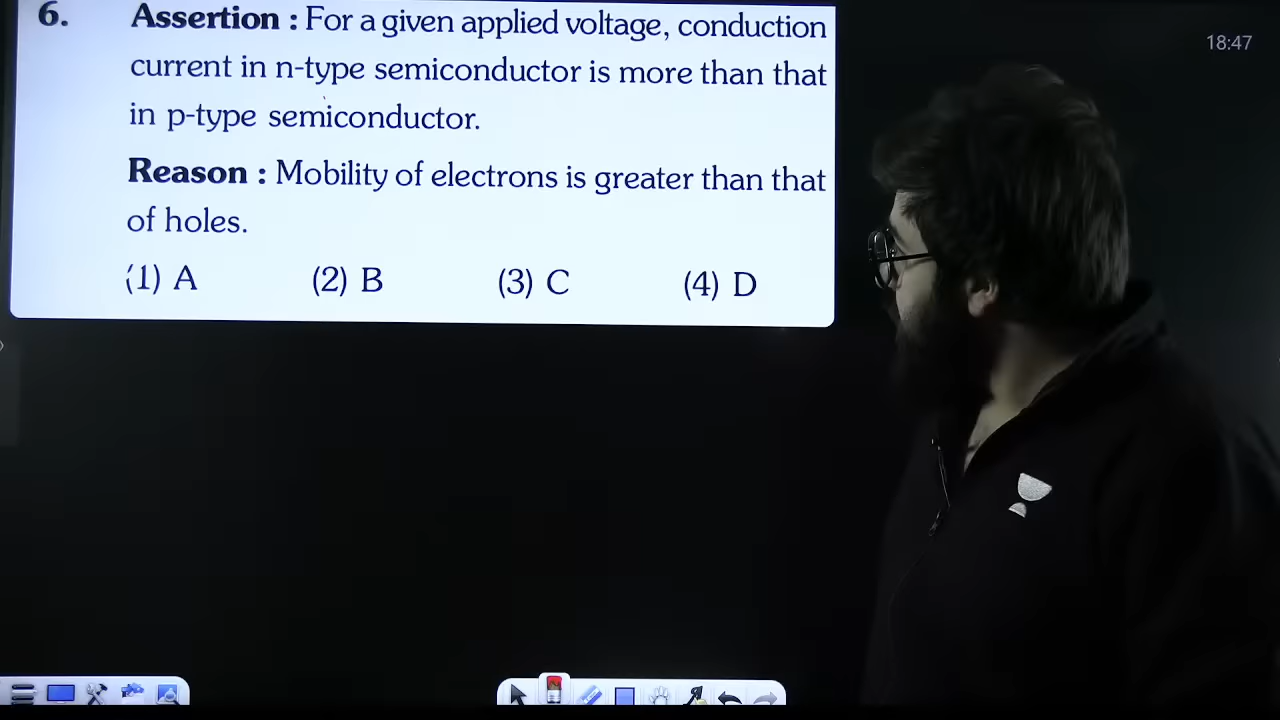 18:47
6. Assertion : For a given applied voltage, conduction
current in n-type semiconductor is more than that
in p-type semiconductor.
Reason : Mobility of electrons is greater than that
of holes.
(1) A (2) B (3) C (4) D